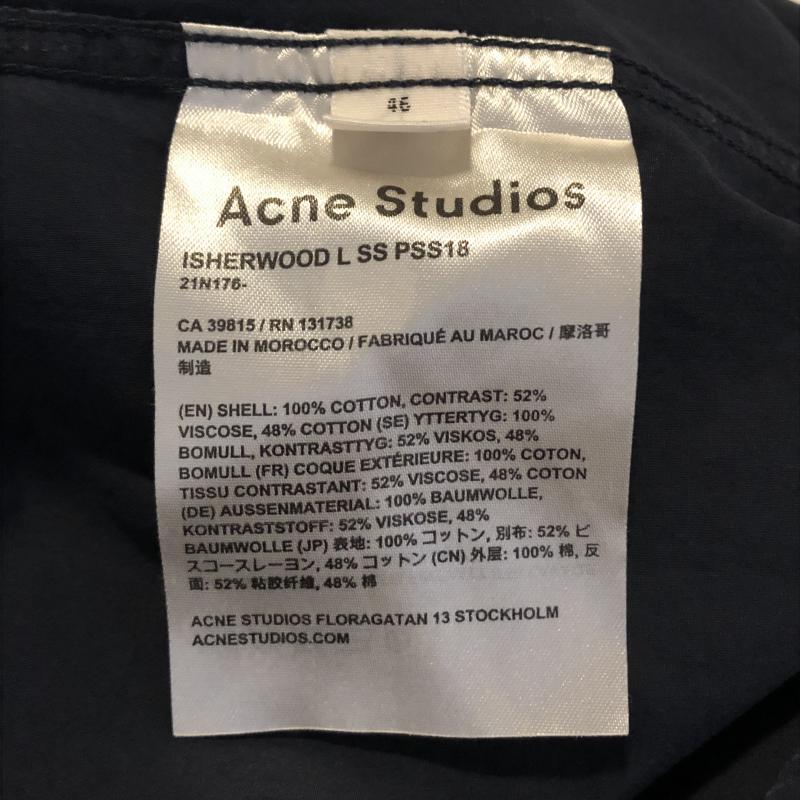 46
Acne Studios
ISHERWOOD L SS PSS18
21N176-
CA 39815 / RN 131738
MADE IN MOROCCO / FABRIQUÉ AU MAROC / 摩洛哥
制造
(EN) SHELL: 100% COTTON, CONTRAST: 52%
VISCOSE, 48% COTTON (SE) YTTERTYG: 100%
BOMULL, KONTRASTTYG: 52% VISKOS, 48%
BOMULL (FR) COQUE EXTÉRIEURE: 100% COTON,
TISSU CONTRASTANT: 52% VISCOSE, 48% COTON
(DE) AUSSENMATERIAL: 100% BAUMWOLLE,
KONTRASTSTOFF: 52% VISKOSE, 48%
BAUMWOLLE (JP) 表地: 100% コットン, 別布: 52% ビ
スコースレーヨン, 48% コットン (CN) 外层: 100% 棉, 反
面: 52% 粘胶纤维, 48% 棉
ACNE STUDIOS FLORAGATAN 13 STOCKHOLM
ACNESTUDIOS.COM